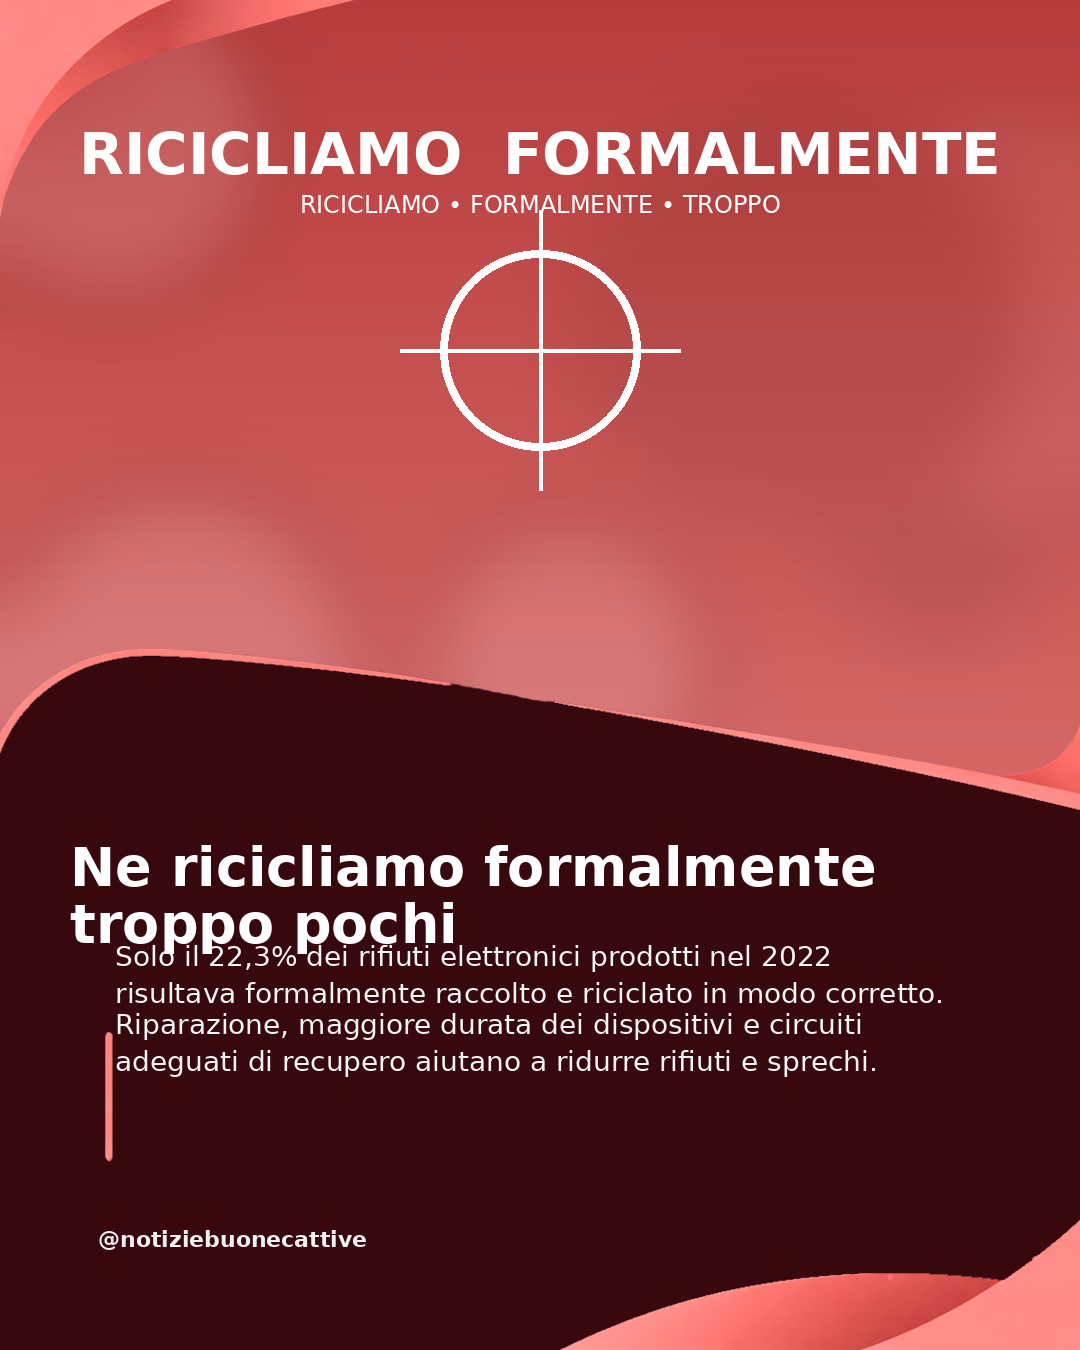 RICICLIAMO FORMALMENTE
RICICLIAMO • FORMALMENTE • TROPPO
Ne ricicliamo formalmente
troppo pochi
Solo il 22,3% dei rifiuti elettronici prodotti nel 2022
risultava formalmente raccolto e riciclato in modo corretto.
Riparazione, maggiore durata dei dispositivi e circuiti
adeguati di recupero aiutano a ridurre rifiuti e sprechi.
@notiziebuonecattive